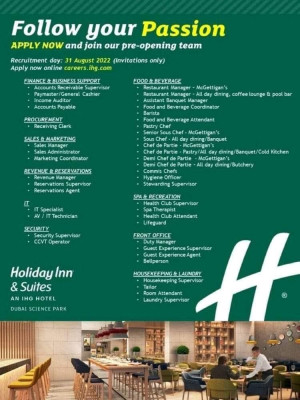 Follow your Passion
APPLY NOW and join our pre-opening team
Recruitment day: 31 August 2022 (Invitations only)
Apply now online careers.ihg.com
FINANCE & BUSINESS SUPPORT
- Accounts Receivable Supervisor
- Paymaster/General Cashier
- Income Auditor
- Accounts Payable
PROCUREMENT
- Receiving Clerk
SALES & MARKETING
- Sales Manager
- Sales Administrator
- Marketing Coordinator
REVENUE & RESERVATIONS
- Revenue Manager
- Reservations Supervisor
- Reservations Agent
IT
- IT Specialist
- AV / IT Technician
SECURITY
- Security Supervisor
- CCVT Operator
FOOD & BEVERAGE
- Restaurant Manager - McGettigan's
- Restaurant Manager - All day dining, coffee lounge & pool bar
- Assistant Banquet Manager
- Food and Beverage Coordinator
- Barista
- Food and Beverage Attendant
- Pastry Chef
- Senior Sous Chef - McGettigan's
- Sous Chef - All day dining/Banquet
- Chef de Partie - McGettigan's
- Chef de Partie - Pastry/All day dining/Banquet/Cold Kitchen
- Demi Chef de Partie - McGettigan's
- Demi Chef de Partie - All day dining/Butchery
- Commis Chefs
- Hygiene Officer
- Stewarding Supervisor
SPA & RECREATION
- Health Club Supervisor
- Spa Therapist
- Health Club Attendant
- Lifeguard
FRONT OFFICE
- Duty Manager
- Guest Experience Supervisor
- Guest Experience Agent
- Bellperson
HOUSEKEEPING & LAUNDRY
- Housekeeping Supervisor
- Tailor
- Room Attendant
- Laundry Supervisor
Holiday Inn
& Suites
AN IHG HOTEL
DUBAI SCIENCE PARK
H
®